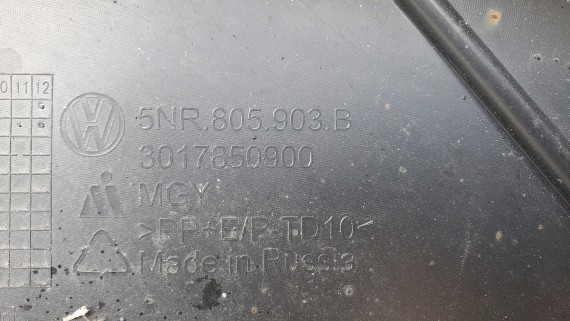 0 11 12
5NR.805.903.B
3017850900
MGY
>PP+E/P-TD10<
Made in Russia